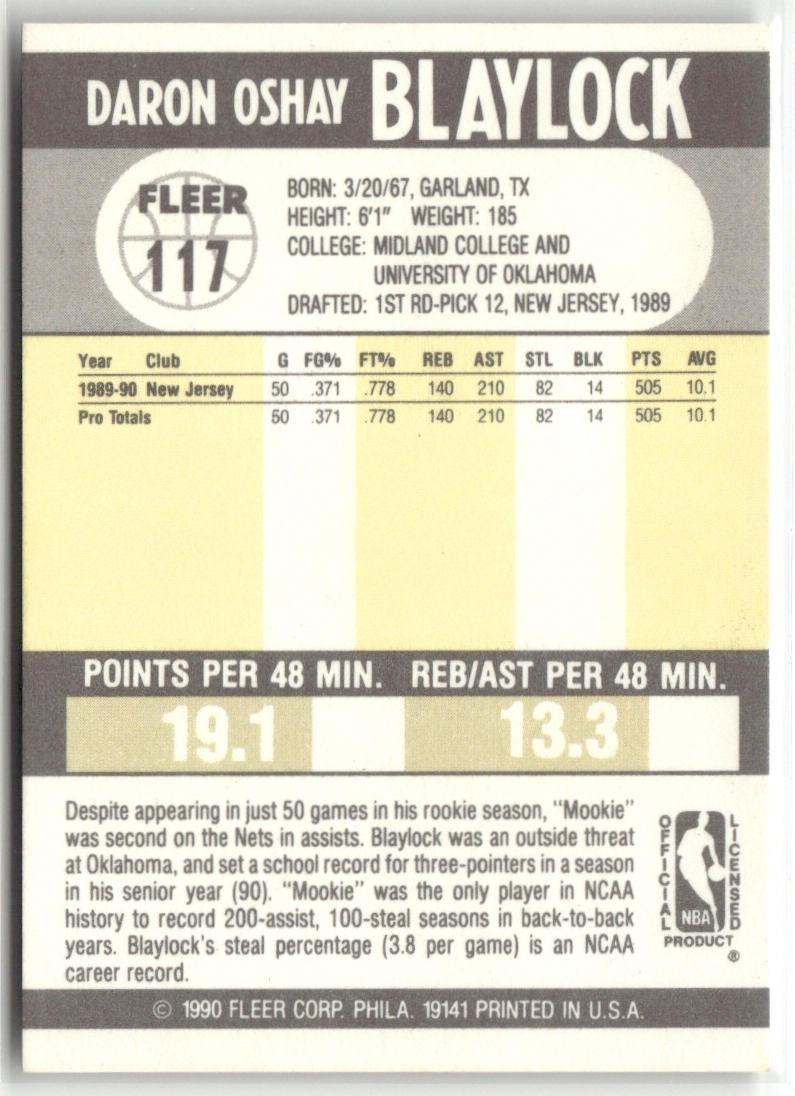 DARON OSHAY BLAYLOCK
FLEER
117
BORN: 3/20/67, GARLAND, TX
HEIGHT: 6'1" WEIGHT: 185
COLLEGE: MIDLAND COLLEGE AND
UNIVERSITY OF OKLAHOMA
DRAFTED: 1ST RD-PICK 12, NEW JERSEY, 1989
Year Club G FG% FT% REB AST STL BLK PTS AVG
1989-90 New Jersey 50 .371 .778 140 210 82 14 505 10.1
Pro Totals 50 .371 .778 140 210 82 14 505 10.1
POINTS PER 48 MIN. REB/AST PER 48 MIN.
19.1 13.3
Despite appearing in just 50 games in his rookie season, "Mookie"
was second on the Nets in assists. Blaylock was an outside threat
at Oklahoma, and set a school record for three-pointers in a season
in his senior year (90). "Mookie" was the only player in NCAA
history to record 200-assist, 100-steal seasons in back-to-back
years. Blaylock's steal percentage (3.8 per game) is an NCAA
career record.
OFFICIAL
LICENSED
NBA
PRODUCT
®
© 1990 FLEER CORP. PHILA. 19141 PRINTED IN U.S.A.